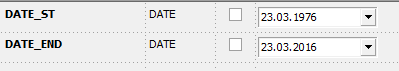 DATE_ST DATE 23.03.1976
DATE_END DATE 23.03.2016